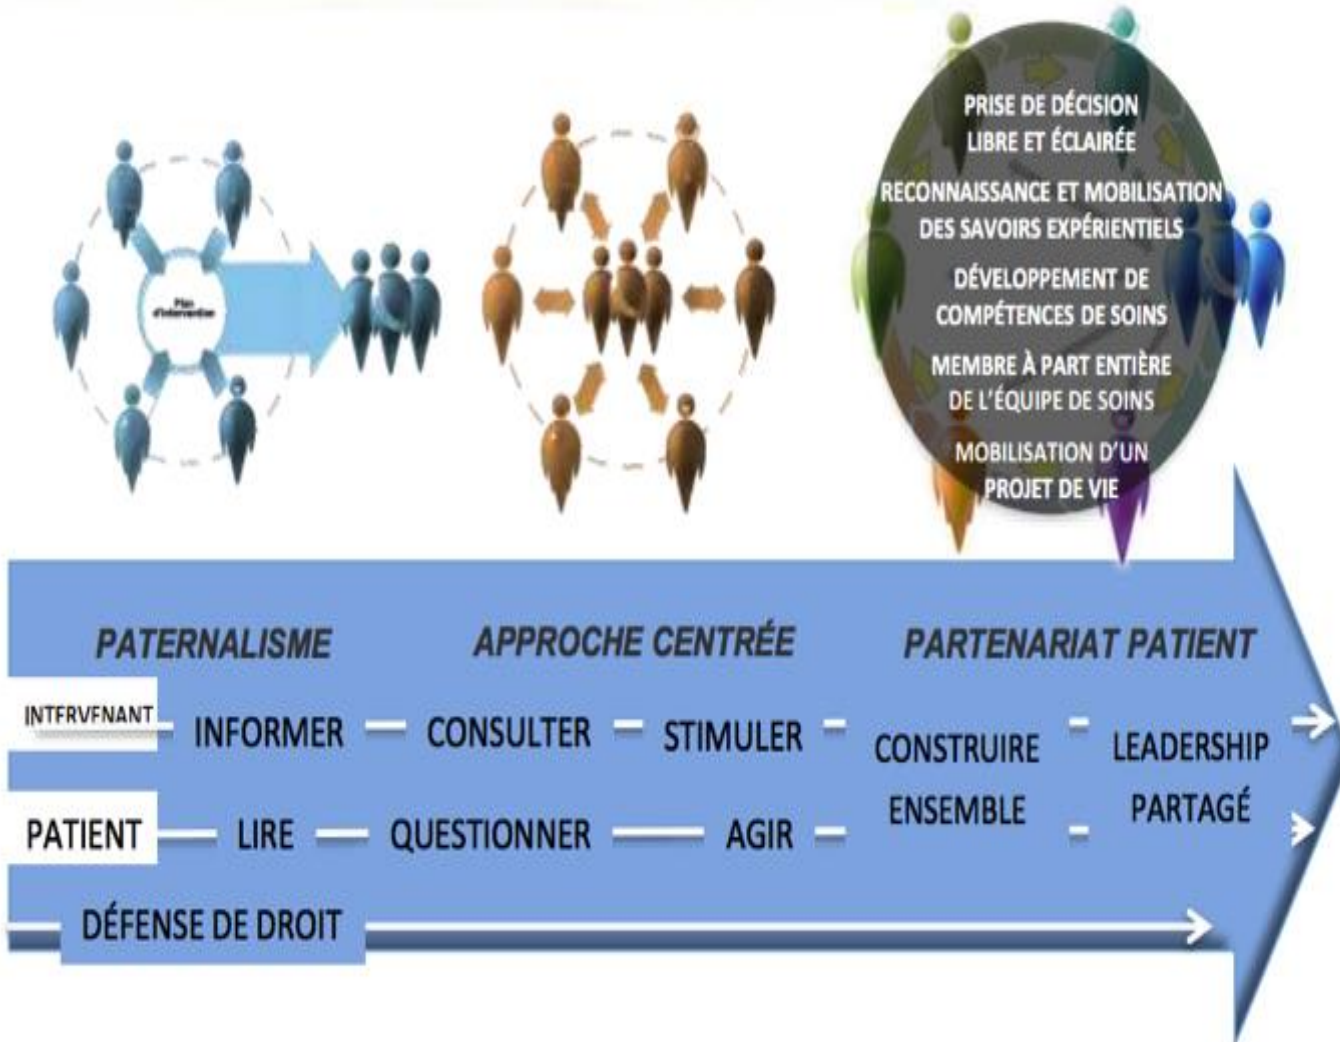 Plan
d'intervention
PRISE DE DÉCISION
LIBRE ET ÉCLAIRÉE
RECONNAISSANCE ET MOBILISATION
DES SAVOIRS EXPÉRIENTIELS
DÉVELOPPEMENT DE
COMPÉTENCES DE SOINS
MEMBRE À PART ENTIÈRE
DE L'ÉQUIPE DE SOINS
MOBILISATION D'UN
PROJET DE VIE
PATERNALISME
APPROCHE CENTRÉE
PARTENARIAT PATIENT
INTERVENANT
INFORMER
CONSULTER
STIMULER
CONSTRUIRE
ENSEMBLE
LEADERSHIP
PARTAGÉ
PATIENT
LIRE
QUESTIONNER
AGIR
DÉFENSE DE DROIT